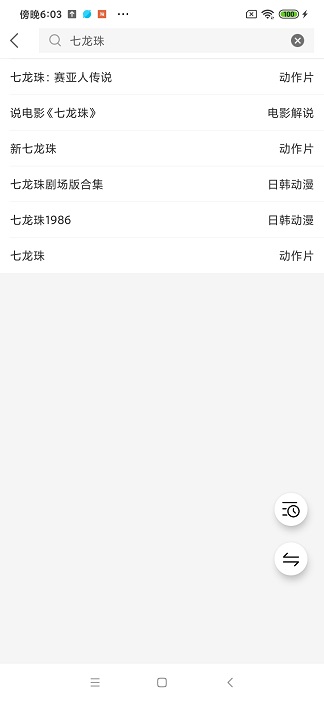 傍晚6:03
100
七龙珠
七龙珠：赛亚人传说 动作片
说电影《七龙珠》 电影解说
新七龙珠 动作片
七龙珠剧场版合集 日韩动漫
七龙珠1986 日韩动漫
七龙珠 动作片